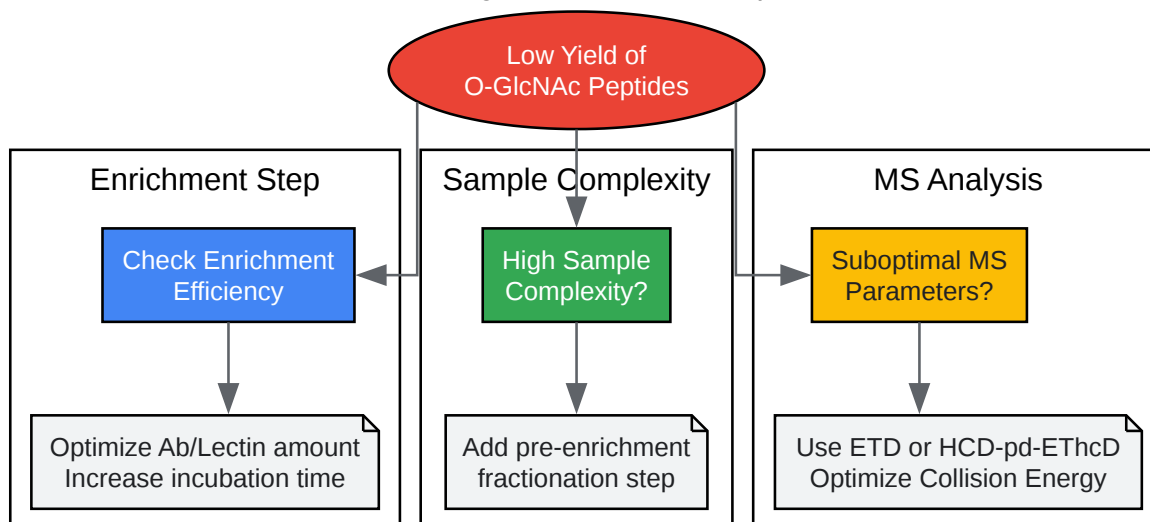 Low Yield of
O-GlcNAc Peptides
Enrichment Step
Check Enrichment
Efficiency
Optimize Ab/Lectin amount
Increase incubation time
Sample Complexity
High Sample
Complexity?
Add pre-enrichment
fractionation step
MS Analysis
Suboptimal MS
Parameters?
Use ETD or HCD-pd-EThcD
Optimize Collision Energy